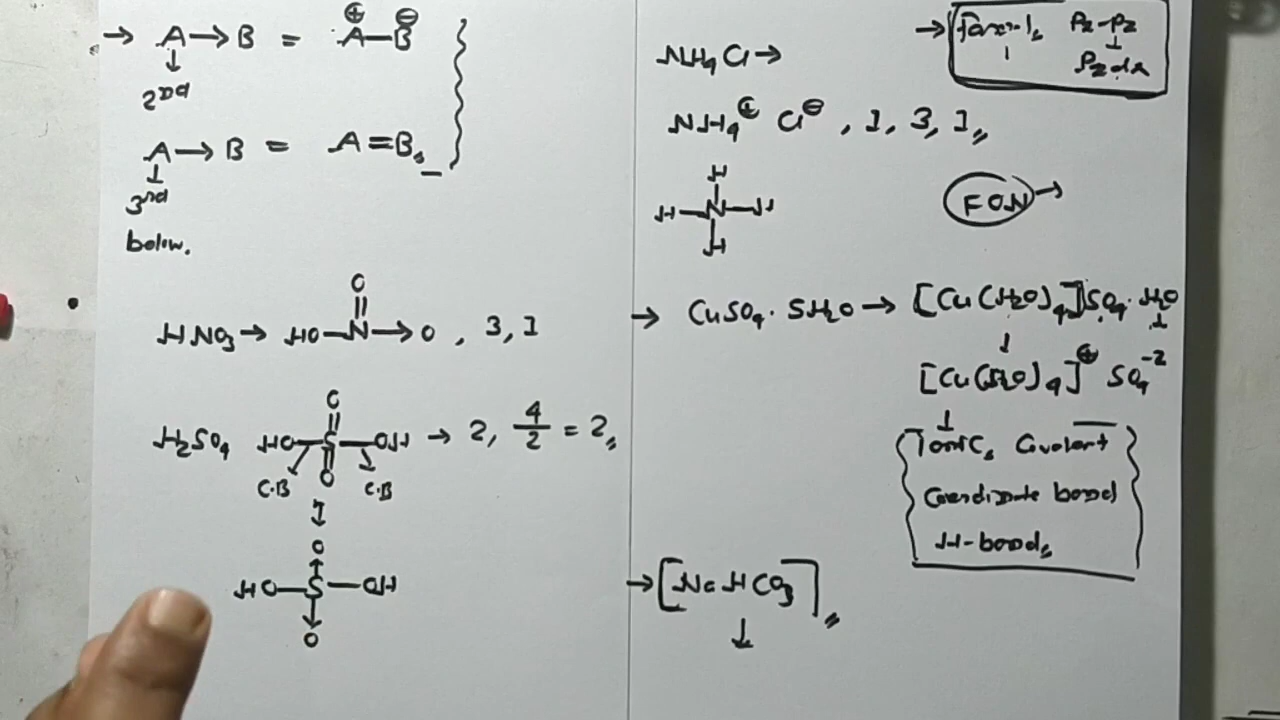 → A → B = A⊕–B⊖
↓
2nd
A → B = A=B,
↓
3rd
below.
HNO3 → HO–N→O , 3, 1
O
H2SO4 HO–S–OH → 2, 4/2 = 2,
O
O
C.B C.B
↓
O
HO–S–OH
O
NH4Cl →
NH4⊕ Cl⊖ , 1, 3, 1,
H
H–N–H
H
→ CuSO4. 5H2O → [Cu(H2O)4]SO4.H2O
↓
[Cu(H2O)4]⊕ SO4-2
↓
Ionic, Covalent
Coordinate bond
H-bond,
→ [NaHCO3],
↓
→ Pz-Pz
↓
FON →